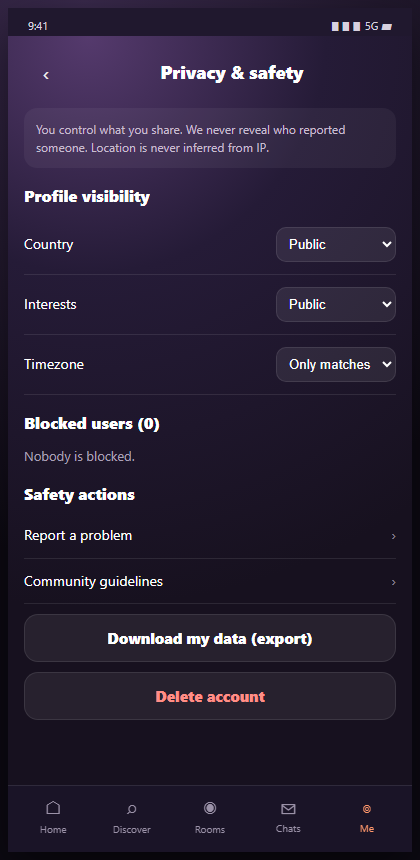 9:41
5G
‹
Privacy & safety
You control what you share. We never reveal who reported
someone. Location is never inferred from IP.
Profile visibility
Country
Public
Interests
Public
Timezone
Only matches
Blocked users (0)
Nobody is blocked.
Safety actions
Report a problem ›
Community guidelines ›
Download my data (export)
Delete account
Home
Discover
Rooms
Chats
Me